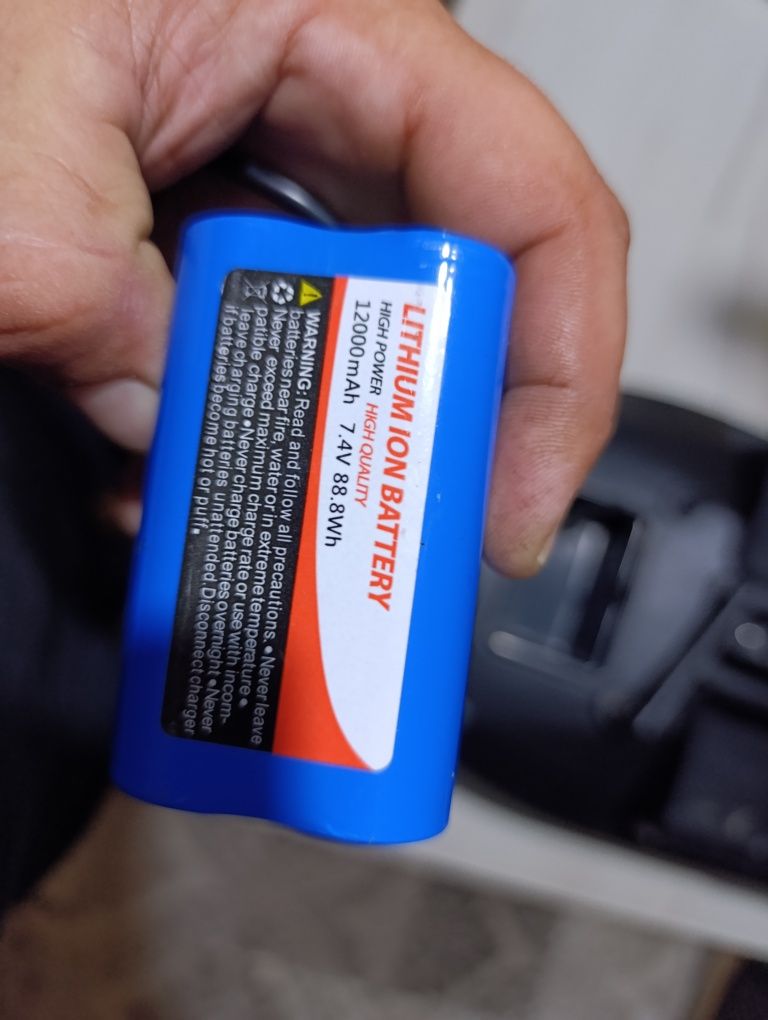 LITHIUM ION BATTERY
HIGH POWER HIGH QUALITY
12000mAh 7.4V 88.8Wh
WARNING: Read and follow all precautions. • Never leave
batteries near fire, water or in extreme temperature. •
Never exceed maximum charge rate or use with incom-
patible charge • Never charge batteries overnight • Never
leave charging batteries unattended. Disconnect charger
if batteries become hot or puff.